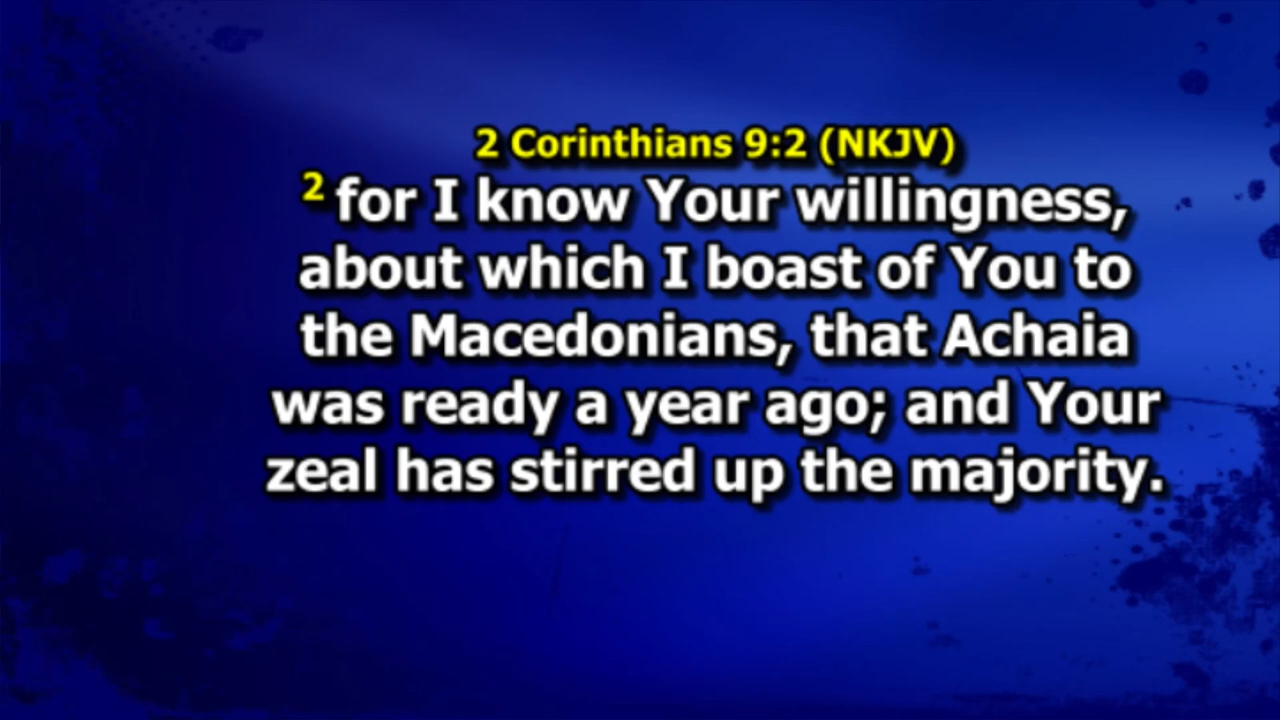 2 Corinthians 9:2 (NKJV)
2 for I know Your willingness,
about which I boast of You to
the Macedonians, that Achaia
was ready a year ago; and Your
zeal has stirred up the majority.